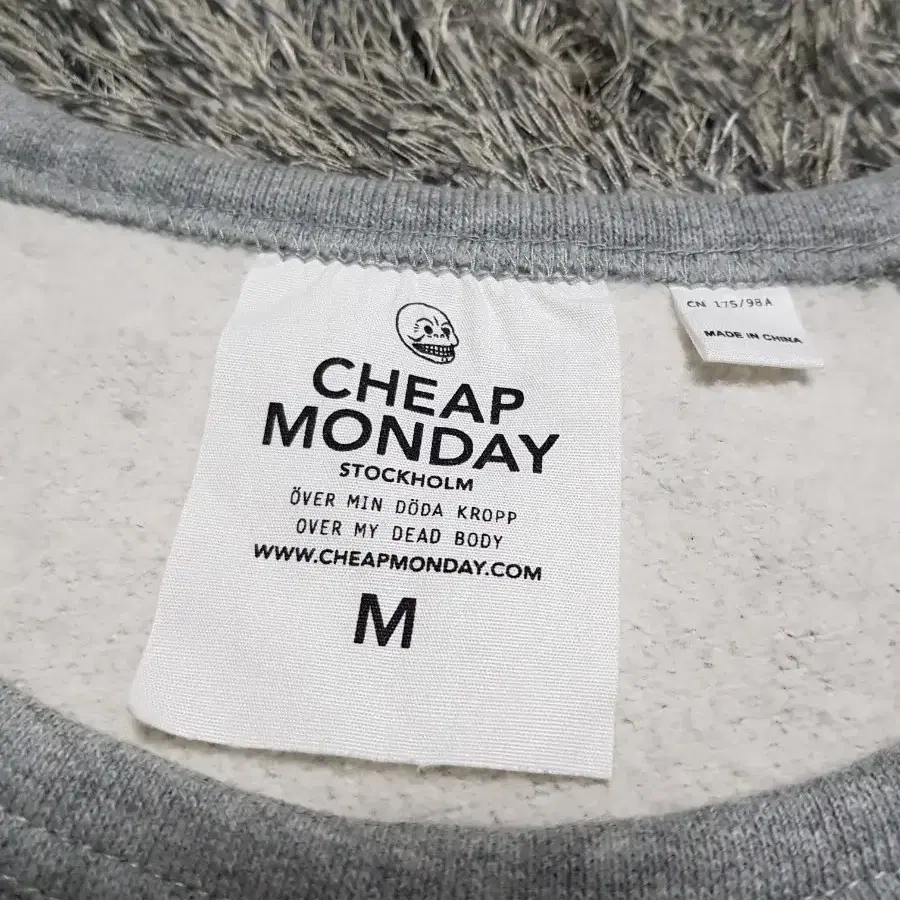 CHEAP
MONDAY
STOCKHOLM
ÖVER MIN DÖDA KROPP
OVER MY DEAD BODY
WWW.CHEAPMONDAY.COM
M
CN 175/98A
MADE IN CHINA